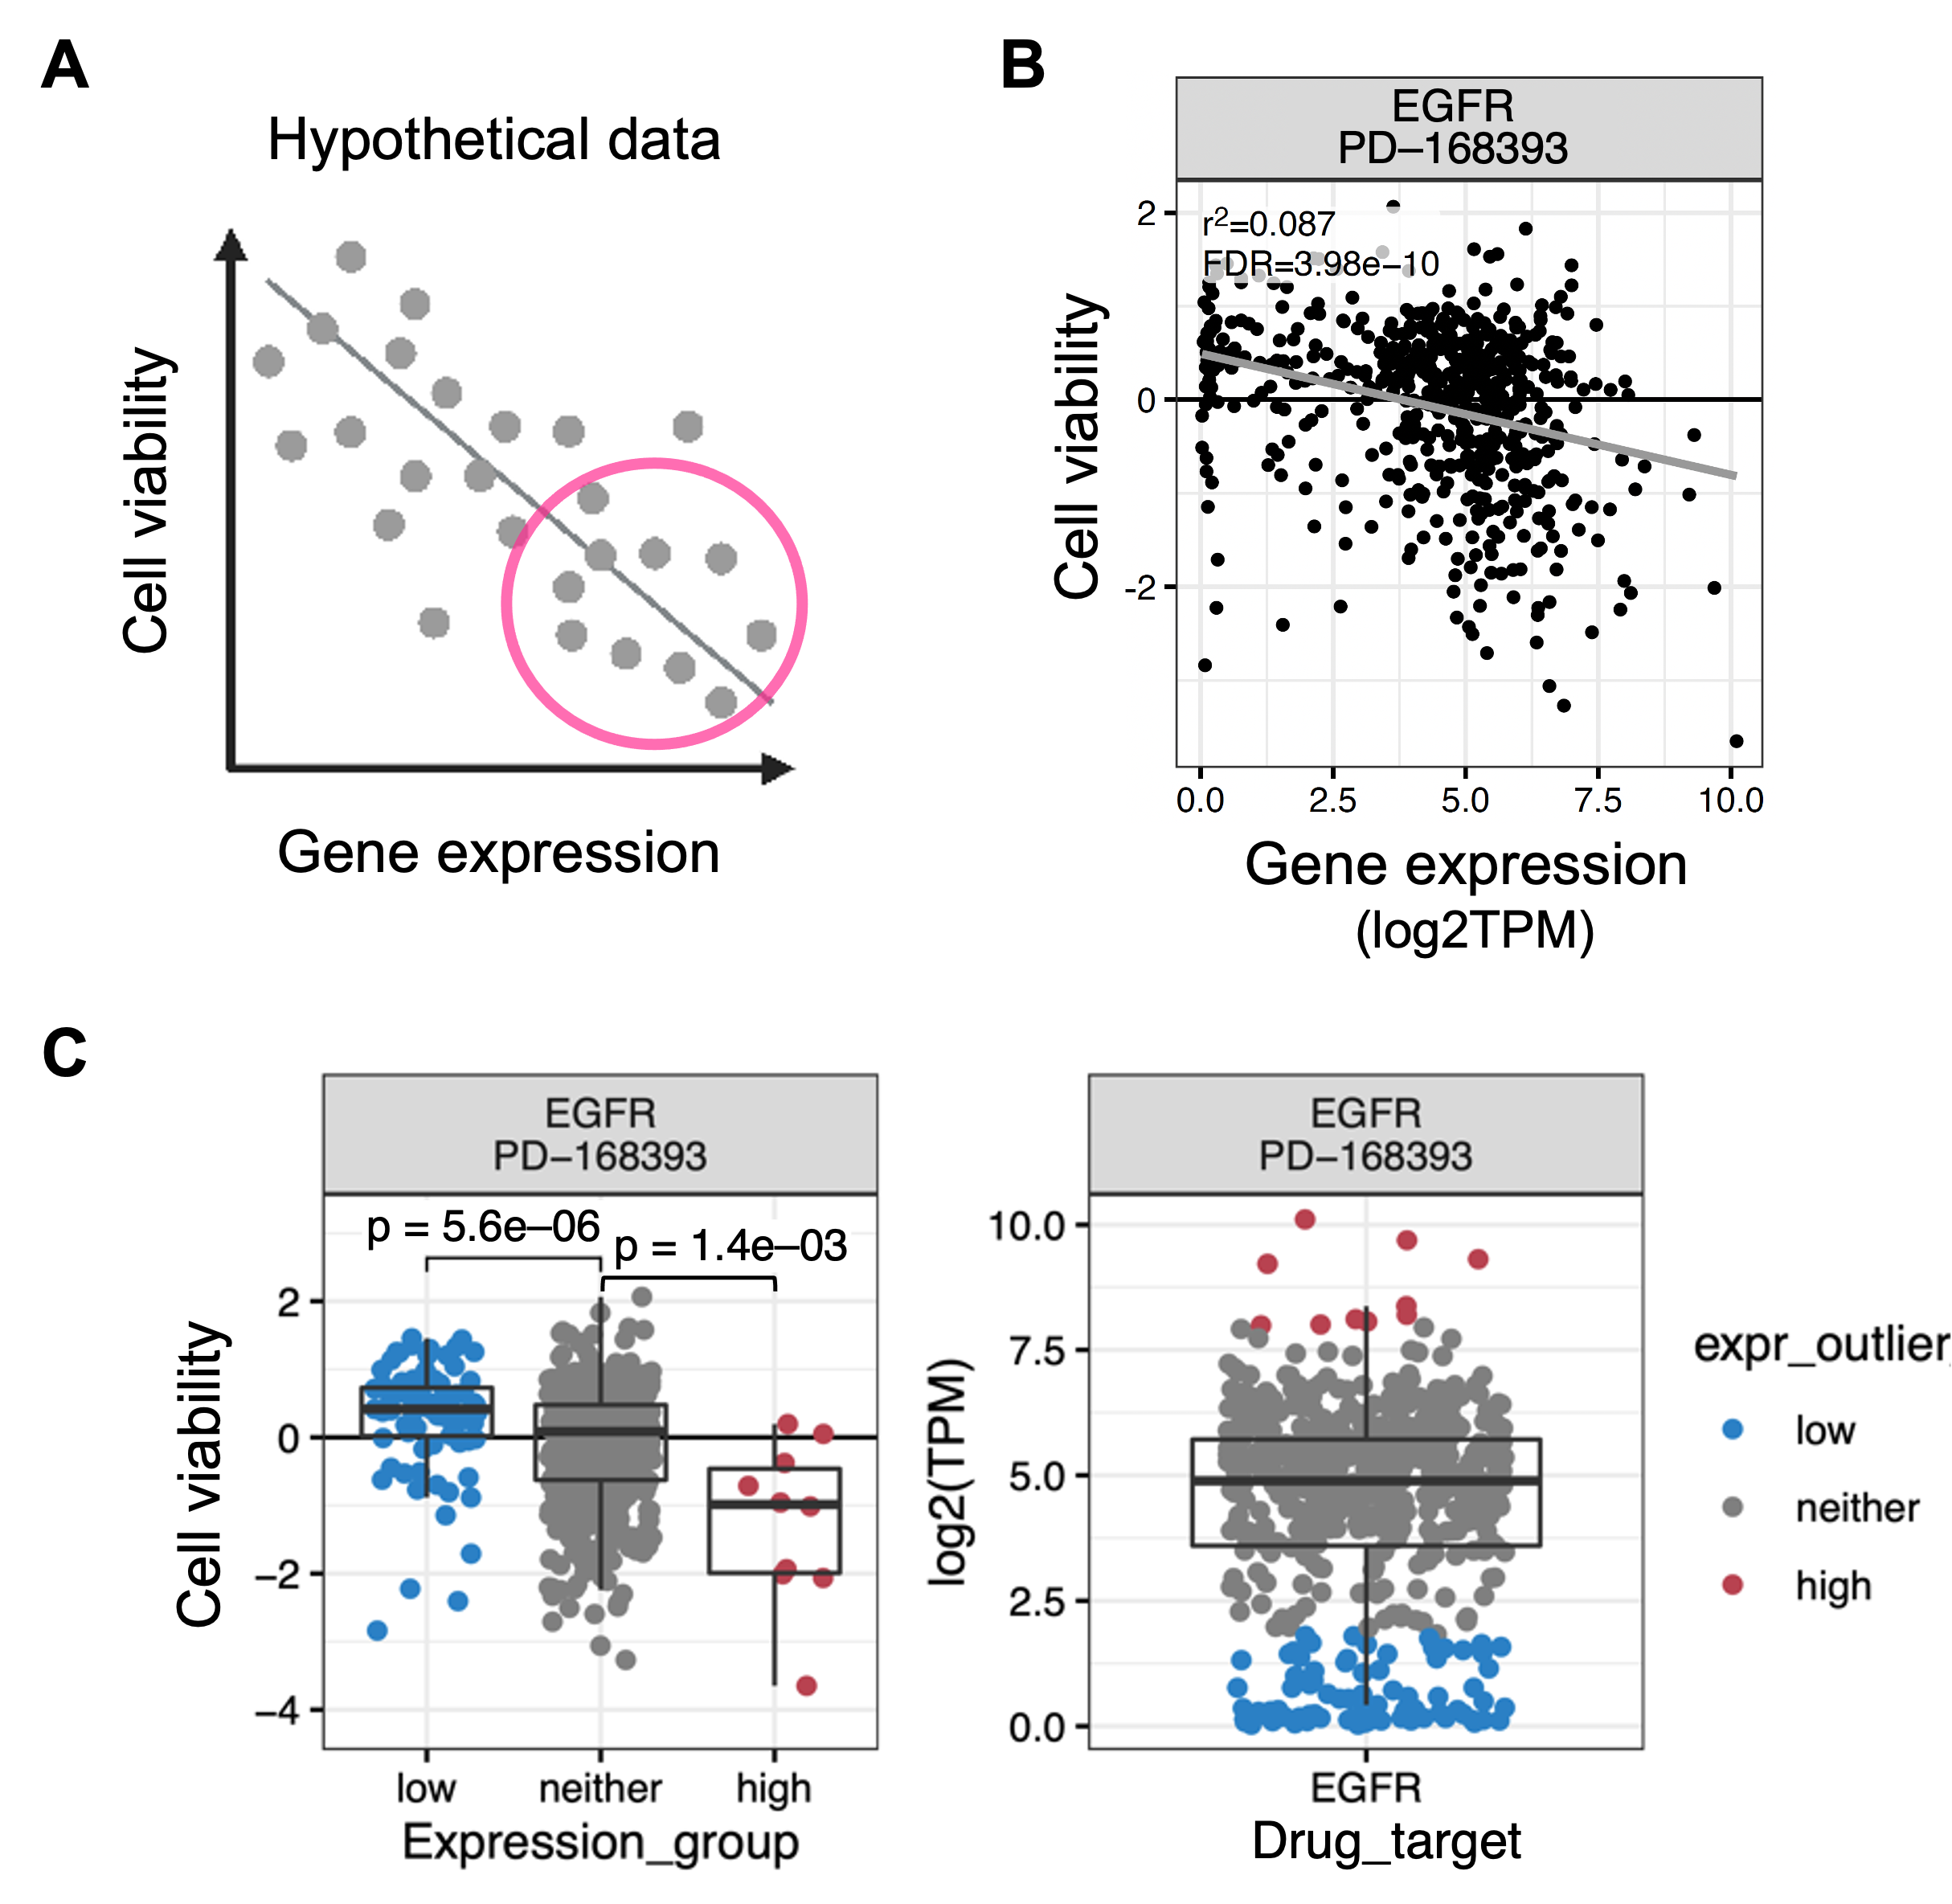 A
Hypothetical data
Cell viability
Gene expression
B
EGFR
PD–168393
r²=0.087
FDR=3.98e–10
2
0
-2
Cell viability
0.0 2.5 5.0 7.5 10.0
Gene expression
(log2TPM)
C
EGFR
PD–168393
p = 5.6e–06
p = 1.4e–03
2
0
−2
−4
Cell viability
low neither high
Expression_group
EGFR
PD–168393
10.0
7.5
5.0
2.5
0.0
log2(TPM)
EGFR
Drug_target
expr_outlier
low
neither
high